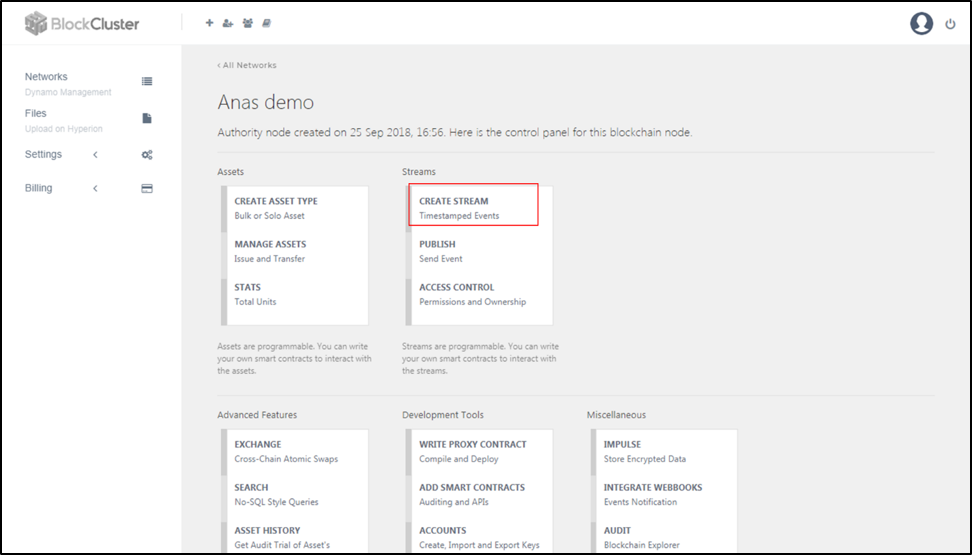 BlockCluster
Networks
Dynamo Management
Files
Upload on Hyperion
Settings
Billing
‹ All Networks
Anas demo
Authority node created on 25 Sep 2018, 16:56. Here is the control panel for this blockchain node.
Assets
CREATE ASSET TYPE
Bulk or Solo Asset
MANAGE ASSETS
Issue and Transfer
STATS
Total Units
Assets are programmable. You can write
your own smart contracts to interact with
the assets.
Streams
CREATE STREAM
Timestamped Events
PUBLISH
Send Event
ACCESS CONTROL
Permissions and Ownership
Streams are programmable. You can write
your own smart contracts to interact with
the streams.
Advanced Features
EXCHANGE
Cross-Chain Atomic Swaps
SEARCH
No-SQL Style Queries
ASSET HISTORY
Get Audit Trial of Asset's
Development Tools
WRITE PROXY CONTRACT
Compile and Deploy
ADD SMART CONTRACTS
Auditing and APIs
ACCOUNTS
Create, Import and Export Keys
Miscellaneous
IMPULSE
Store Encrypted Data
INTEGRATE WEBBOOKS
Events Notification
AUDIT
Blockchain Explorer